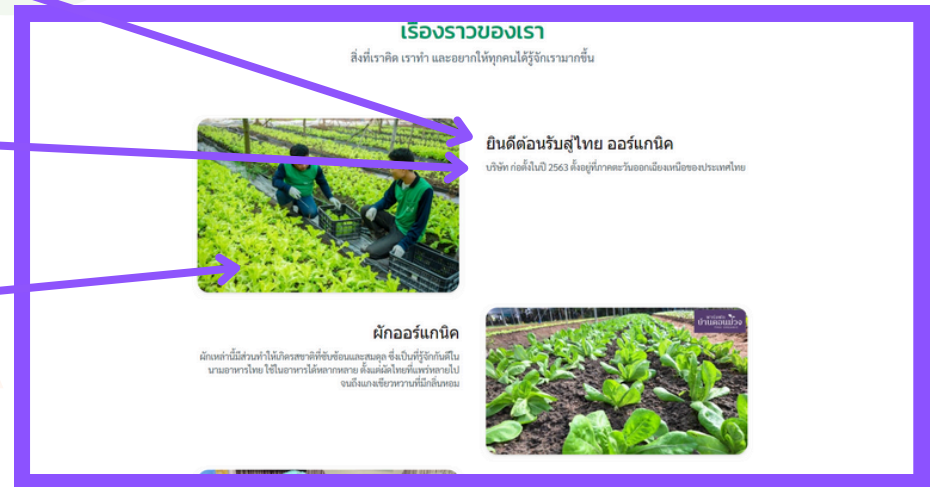 เรื่องราวของเรา
สิ่งที่เราคิด เราทำ และอยากให้ทุกคนได้รู้จักเรามากขึ้น
ยินดีต้อนรับสู่ไทย ออร์แกนิค
บริษัท ก่อตั้งในปี 2563 ตั้งอยู่ที่ภาคตะวันออกเฉียงเหนือของประเทศไทย
ผักออร์แกนิค
ผักเหล่านี้มีส่วนทำให้เกิดรสชาติที่ซับซ้อนและสมดุล ซึ่งเป็นที่รู้จักกันดีใน
นามอาหารไทย ใช้ในอาหารได้หลากหลาย ตั้งแต่ผัดไทยที่แพร่หลายไป
จนถึงแกงเขียวหวานที่มีกลิ่นหอม